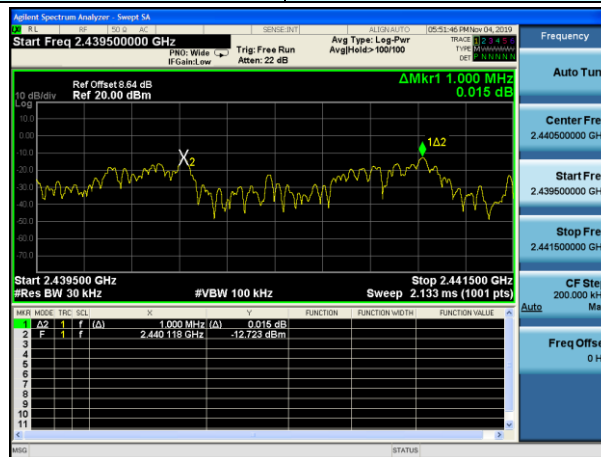 Agilent Spectrum Analyzer - Swept SA
RL RF 50 Ω AC SENSE:INT ALIGNAUTO 05:51:46 PM Nov 04, 2019
Start Freq 2.439500000 GHz
PNO: Wide
IFGain:Low
Trig: Free Run
Atten: 22 dB
Avg Type: Log-Pwr
Avg|Hold:> 100/100
TRACE 1 2 3 4 5 6
TYPE M
DET P N N N N N
Ref Offset 8.64 dB
Ref 20.00 dBm
10 dB/div
Log
ΔMkr1 1.000 MHz
0.015 dB
10.0
0.00
-10.0
-20.0
-30.0
-40.0
-50.0
-60.0
-70.0
X2
1Δ2
Start 2.439500 GHz
Stop 2.441500 GHz
#Res BW 30 kHz
#VBW 100 kHz
Sweep 2.133 ms (1001 pts)
MKR MODE TRC SCL X Y FUNCTION FUNCTION WIDTH FUNCTION VALUE
1 Δ2 1 f (Δ) 1.000 MHz (Δ) 0.015 dB
2 F 1 f 2.440 118 GHz -12.723 dBm
3
4
5
6
7
8
9
10
11
MSG
STATUS
Frequency
Auto Tun
Center Fre
2.440500000 GH
Start Fre
2.439500000 GH
Stop Fre
2.441500000 GH
CF Ste
200.000 kH
Auto Ma
Freq Offse
0 H